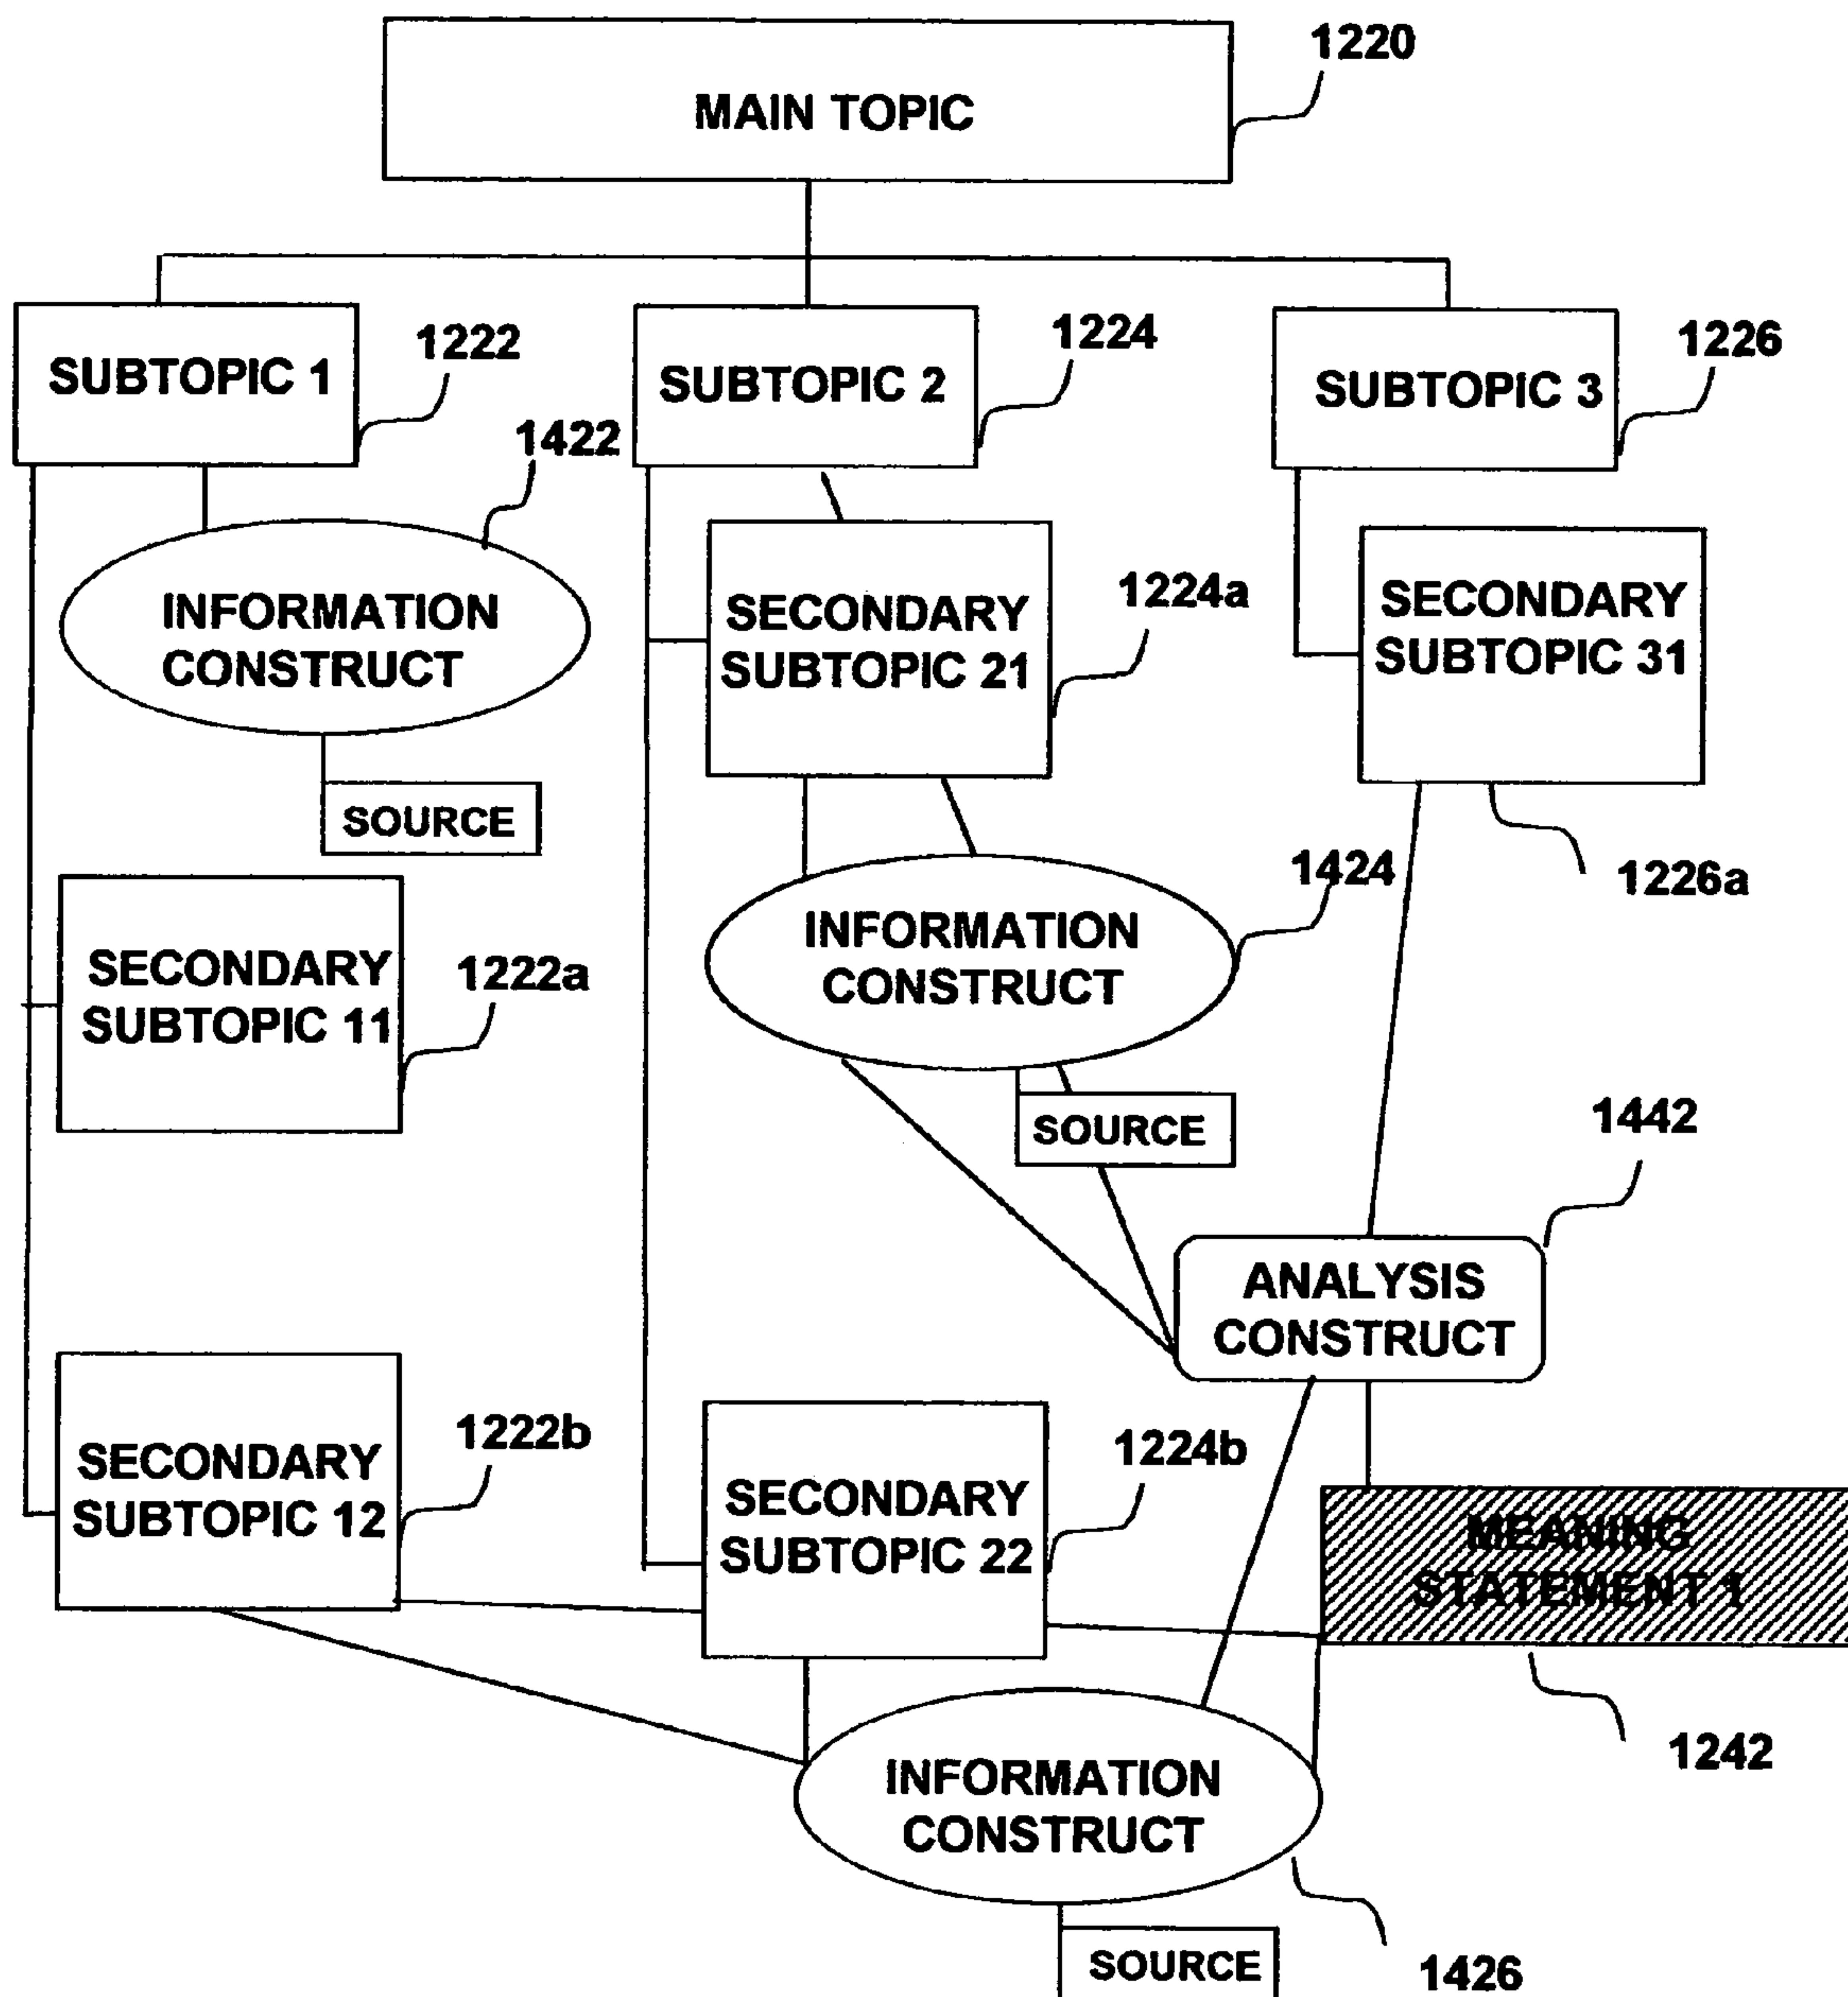 1220
MAIN TOPIC
SUBTOPIC 1
1222
SUBTOPIC 2
1224
SUBTOPIC 3
1226
1422
INFORMATION
CONSTRUCT
SOURCE
SECONDARY
SUBTOPIC 21
1224a
SECONDARY
SUBTOPIC 31
1226a
1424
INFORMATION
CONSTRUCT
SOURCE
SECONDARY
SUBTOPIC 11
1222a
1442
ANALYSIS
CONSTRUCT
SECONDARY
SUBTOPIC 12
1222b
SECONDARY
SUBTOPIC 22
1224b
MEANING
STATEMENT 1
1242
INFORMATION
CONSTRUCT
1426
SOURCE